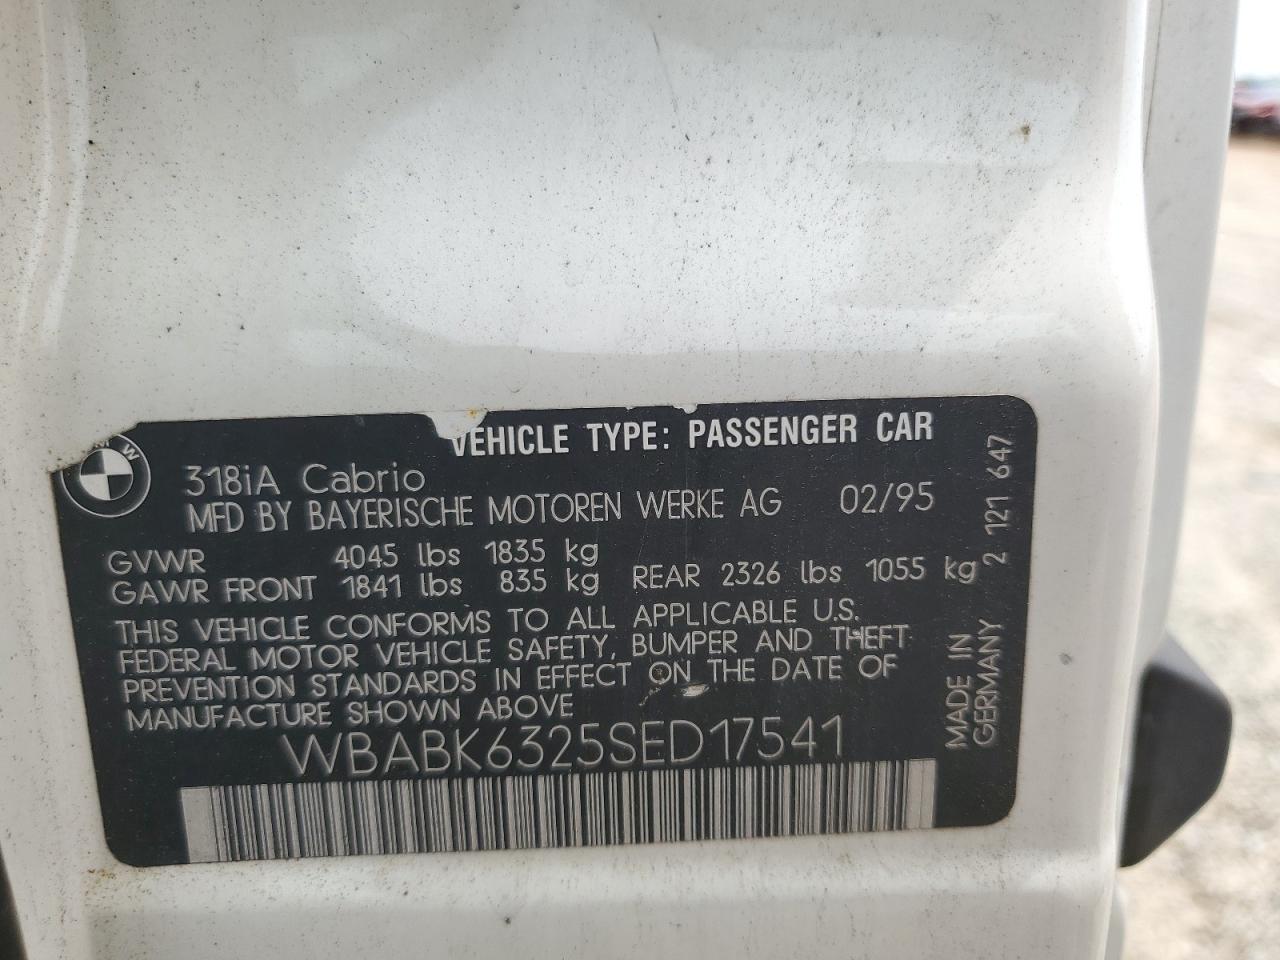 VEHICLE TYPE: PASSENGER CAR
318iA Cabrio
MFD BY BAYERISCHE MOTOREN WERKE AG 02/95
GVWR 4045 lbs 1835 kg
GAWR FRONT 1841 lbs 835 kg REAR 2326 lbs 1055 kg
THIS VEHICLE CONFORMS TO ALL APPLICABLE U.S.
FEDERAL MOTOR VEHICLE SAFETY, BUMPER AND THEFT
PREVENTION STANDARDS IN EFFECT ON THE DATE OF
MANUFACTURE SHOWN ABOVE
WBABK6325SED17541
MADE IN
GERMANY 2 121 647